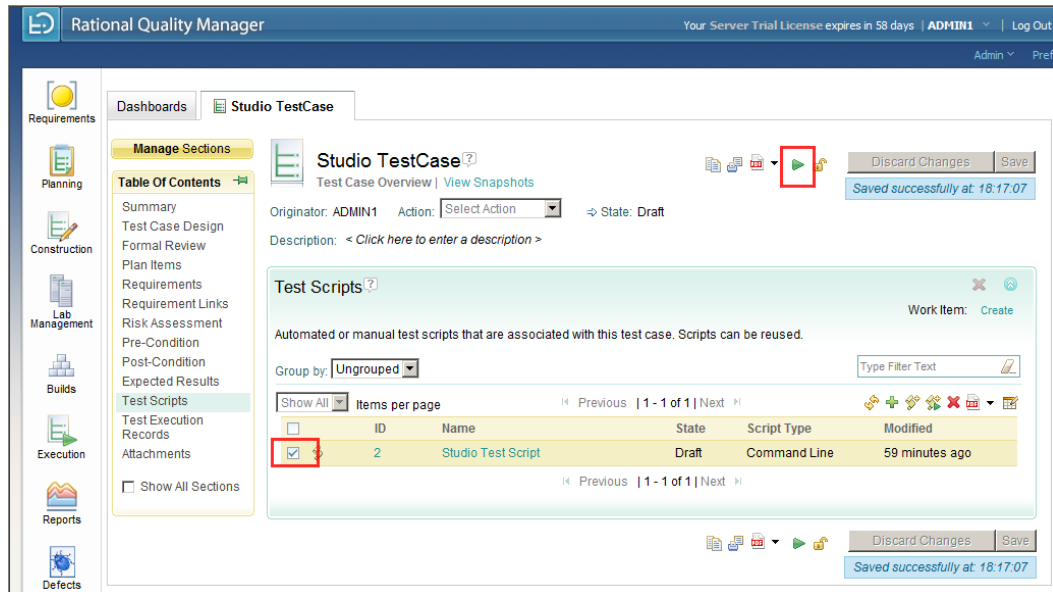 Rational Quality Manager
Your Server Trial License expires in 58 days | ADMIN1 | Log Out
Admin
Pref
Requirements
Planning
Construction
Lab
Management
Builds
Execution
Reports
Defects
Dashboards
Studio TestCase
Manage Sections
Table Of Contents
Summary
Test Case Design
Formal Review
Plan Items
Requirements
Requirement Links
Risk Assessment
Pre-Condition
Post-Condition
Expected Results
Test Scripts
Test Execution
Records
Attachments
Show All Sections
Studio TestCase ?
Test Case Overview | View Snapshots
Discard Changes
Save
Saved successfully at: 18:17:07
Originator: ADMIN1 Action: Select Action State: Draft
Description: < Click here to enter a description >
Test Scripts ?
Work Item: Create
Automated or manual test scripts that are associated with this test case. Scripts can be reused.
Group by: Ungrouped
Type Filter Text
Show All Items per page
Previous | 1 - 1 of 1 | Next
ID Name State Script Type Modified
2 Studio Test Script Draft Command Line 59 minutes ago
Previous | 1 - 1 of 1 | Next
Discard Changes
Save
Saved successfully at: 18:17:07